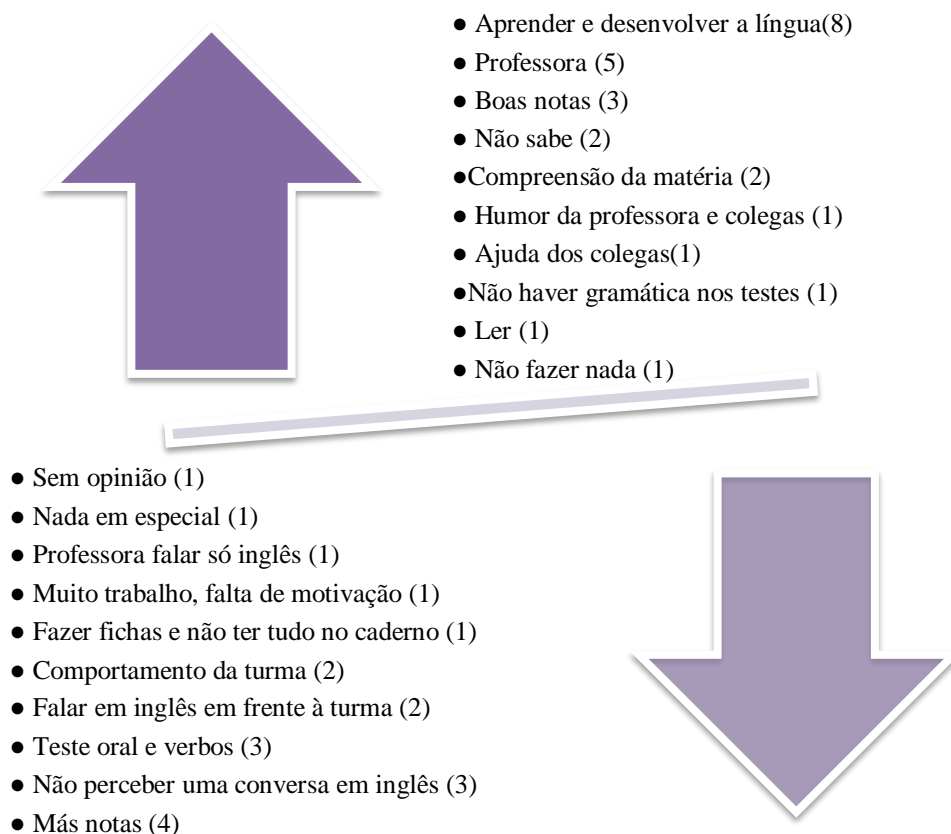 ● Aprender e desenvolver a língua(8)
● Professora (5)
● Boas notas (3)
● Não sabe (2)
●Compreensão da matéria (2)
● Humor da professora e colegas (1)
● Ajuda dos colegas(1)
●Não haver gramática nos testes (1)
● Ler (1)
● Não fazer nada (1)
● Sem opinião (1)
● Nada em especial (1)
● Professora falar só inglês (1)
● Muito trabalho, falta de motivação (1)
● Fazer fichas e não ter tudo no caderno (1)
● Comportamento da turma (2)
● Falar em inglês em frente à turma (2)
● Teste oral e verbos (3)
● Não perceber uma conversa em inglês (3)
● Más notas (4)